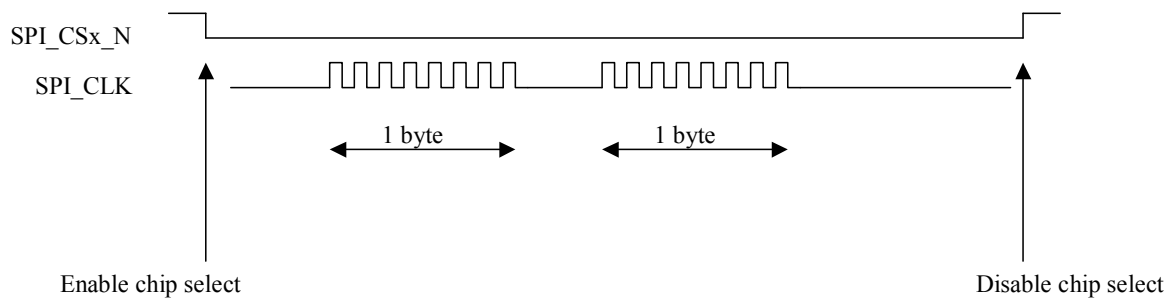 SPI_CSx_N
SPI_CLK
1 byte
1 byte
Enable chip select
Disable chip select